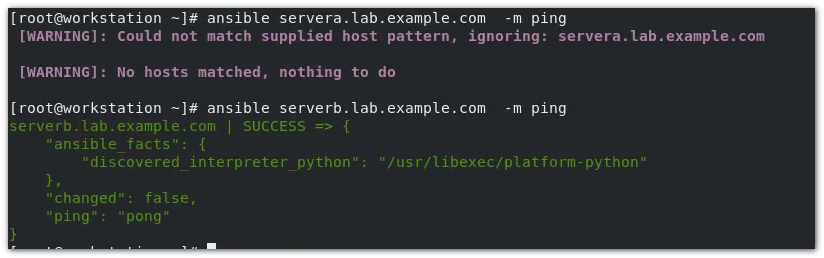 [root@workstation ~]# ansible servera.lab.example.com  -m ping
 [WARNING]: Could not match supplied host pattern, ignoring: servera.lab.example.com

 [WARNING]: No hosts matched, nothing to do

[root@workstation ~]# ansible serverb.lab.example.com  -m ping
serverb.lab.example.com | SUCCESS => {
    "ansible_facts": {
        "discovered_interpreter_python": "/usr/libexec/platform-python"
    },
    "changed": false,
    "ping": "pong"
}